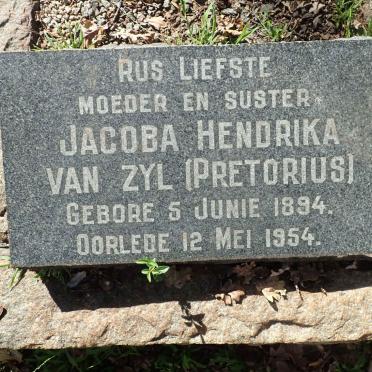 RUS LIEFSTE
MOEDER EN SUSTER
JACOBA HENDRIKA
VAN ZYL (PRETORIUS)
GEBORE 5 JUNIE 1894.
OORLEDE 12 MEI 1954.